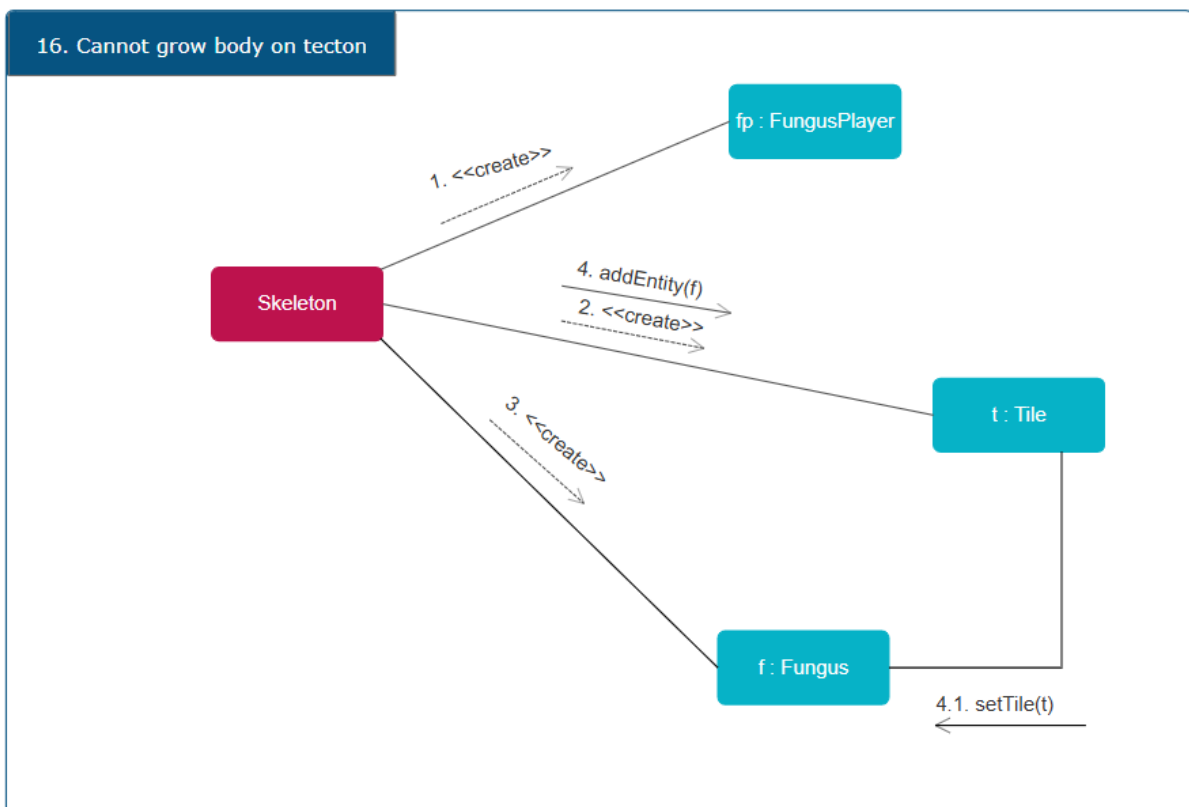 16. Cannot grow body on tecton
fp : FungusPlayer
1. <<create>>
Skeleton
4. addEntity(f)
2. <<create>>
t : Tile
3. <<create>>
f : Fungus
4.1. setTile(t)